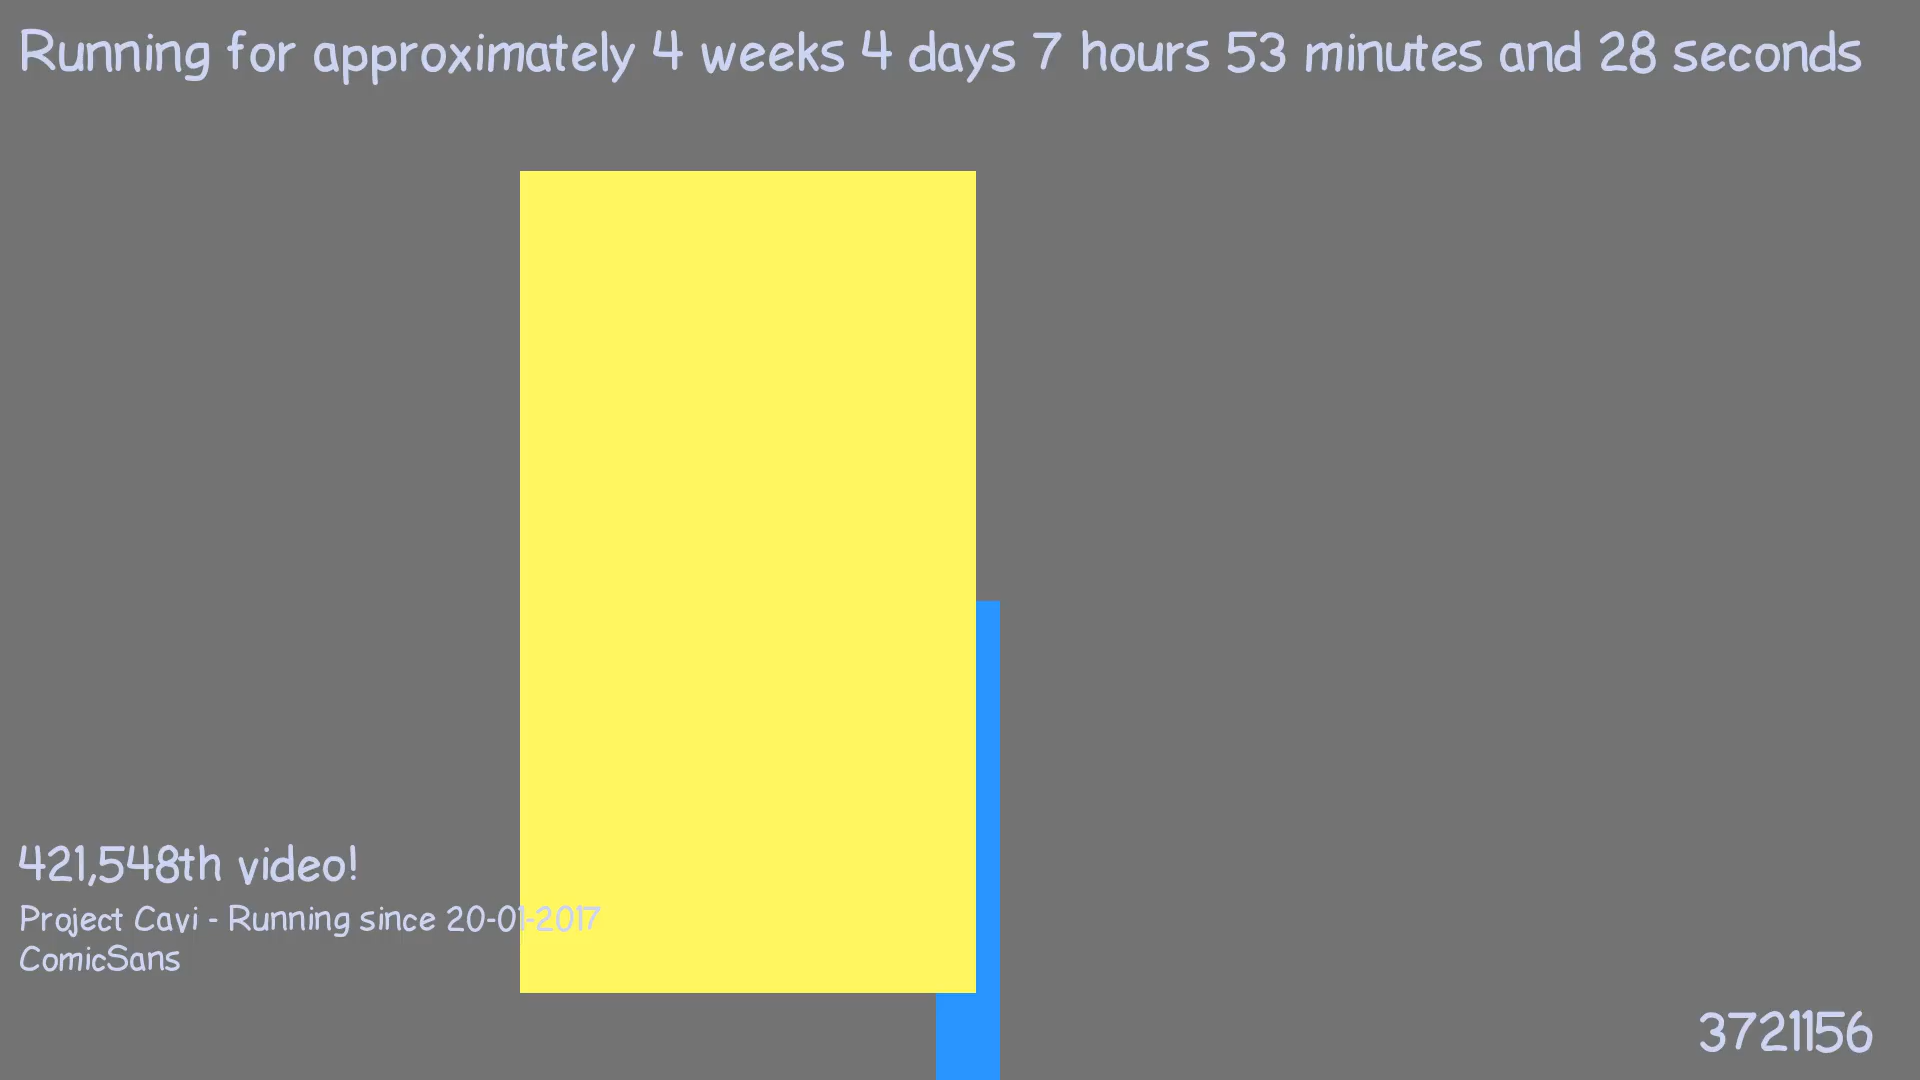 Running for approximately 4 weeks 4 days 7 hours 53 minutes and 28 seconds
421,548th video!
Project Cavi - Running since 20-01-2017
ComicSans
3721156